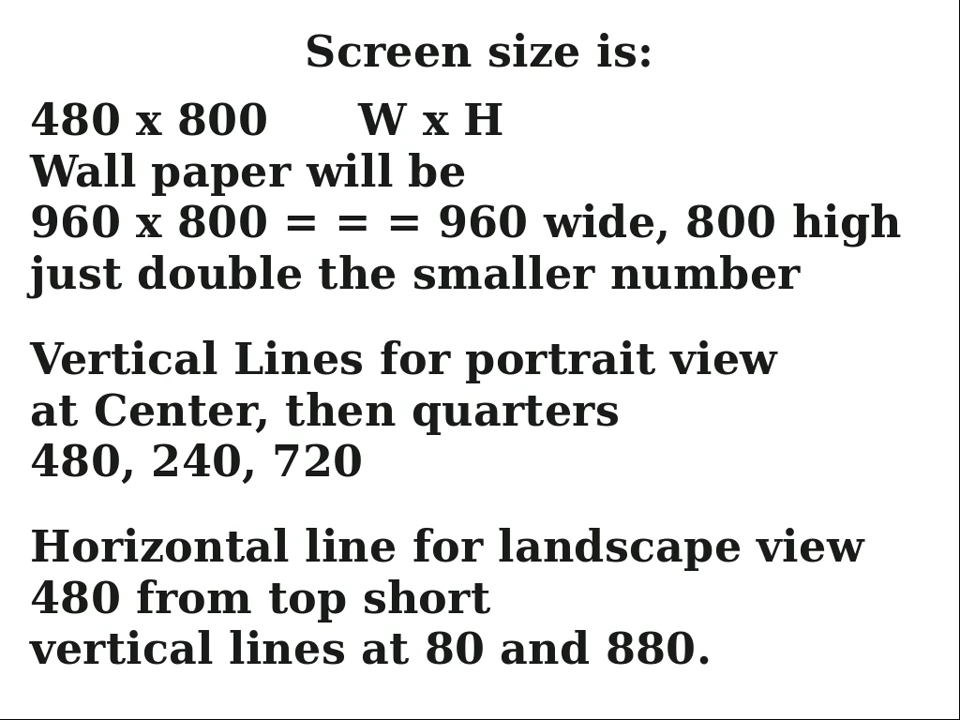 Screen size is:
480 x 800 W x H
Wall paper will be
960 x 800 = = = 960 wide, 800 high
just double the smaller number
Vertical Lines for portrait view
at Center, then quarters
480, 240, 720
Horizontal line for landscape view
480 from top short
vertical lines at 80 and 880.